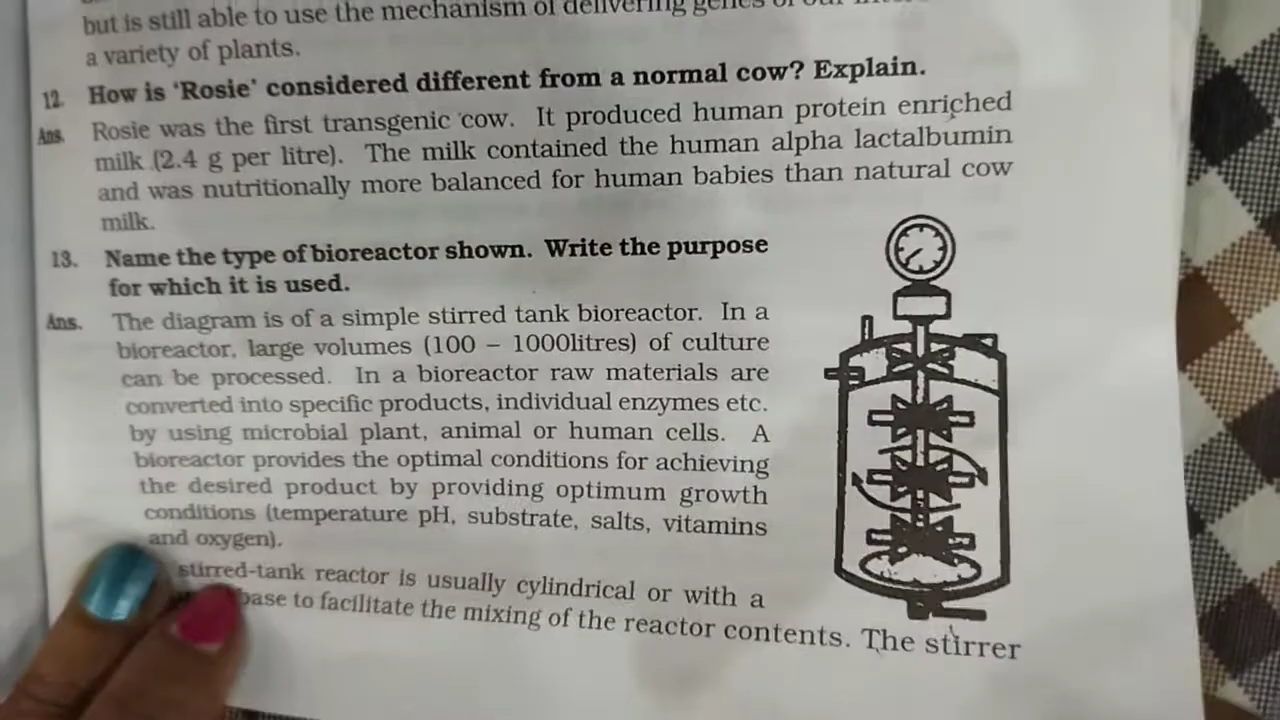 but is still able to use the mechanism of delivering genes of our
a variety of plants.
12. How is 'Rosie' considered different from a normal cow? Explain.
Ans. Rosie was the first transgenic cow. It produced human protein enriched
milk (2.4 g per litre). The milk contained the human alpha lactalbumin
and was nutritionally more balanced for human babies than natural cow
milk.
13. Name the type of bioreactor shown. Write the purpose
for which it is used.
Ans. The diagram is of a simple stirred tank bioreactor. In a
bioreactor, large volumes (100 – 1000litres) of culture
can be processed. In a bioreactor raw materials are
converted into specific products, individual enzymes etc.
by using microbial plant, animal or human cells. A
bioreactor provides the optimal conditions for achieving
the desired product by providing optimum growth
conditions (temperature pH, substrate, salts, vitamins
and oxygen).
stirred-tank reactor is usually cylindrical or with a
base to facilitate the mixing of the reactor contents. The stirrer